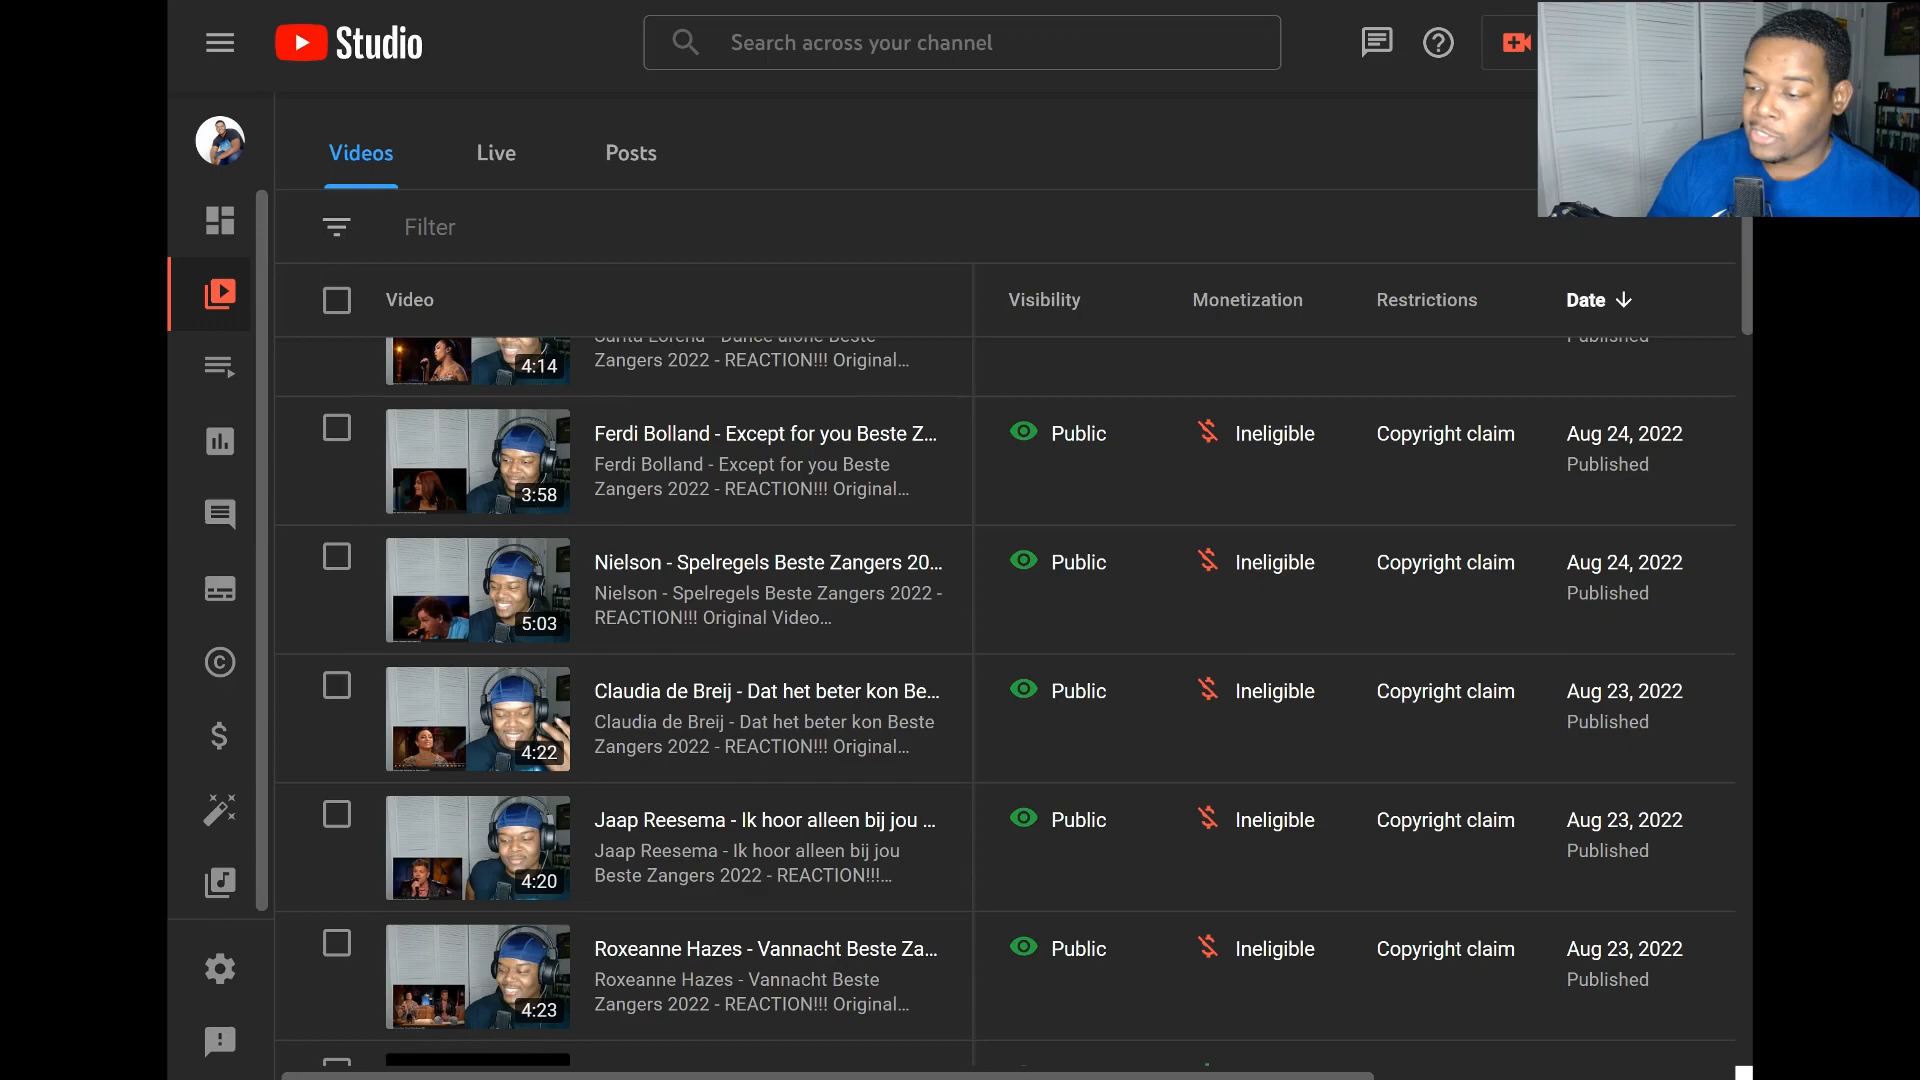 Studio
Search across your channel
Videos
Live
Posts
Filter
Video
Visibility
Monetization
Restrictions
Date
4:14
Zangers 2022 - REACTION!!! Original...
Published
3:58
Ferdi Bolland - Except for you Beste Z...
Ferdi Bolland - Except for you Beste
Zangers 2022 - REACTION!!! Original...
Public
Ineligible
Copyright claim
Aug 24, 2022
Published
5:03
Nielson - Spelregels Beste Zangers 20...
Nielson - Spelregels Beste Zangers 2022 -
REACTION!!! Original Video...
Public
Ineligible
Copyright claim
Aug 24, 2022
Published
4:22
Claudia de Breij - Dat het beter kon Be...
Claudia de Breij - Dat het beter kon Beste
Zangers 2022 - REACTION!!! Original...
Public
Ineligible
Copyright claim
Aug 23, 2022
Published
4:20
Jaap Reesema - Ik hoor alleen bij jou ...
Jaap Reesema - Ik hoor alleen bij jou
Beste Zangers 2022 - REACTION!!!...
Public
Ineligible
Copyright claim
Aug 23, 2022
Published
4:23
Roxeanne Hazes - Vannacht Beste Za...
Roxeanne Hazes - Vannacht Beste
Zangers 2022 - REACTION!!! Original...
Public
Ineligible
Copyright claim
Aug 23, 2022
Published